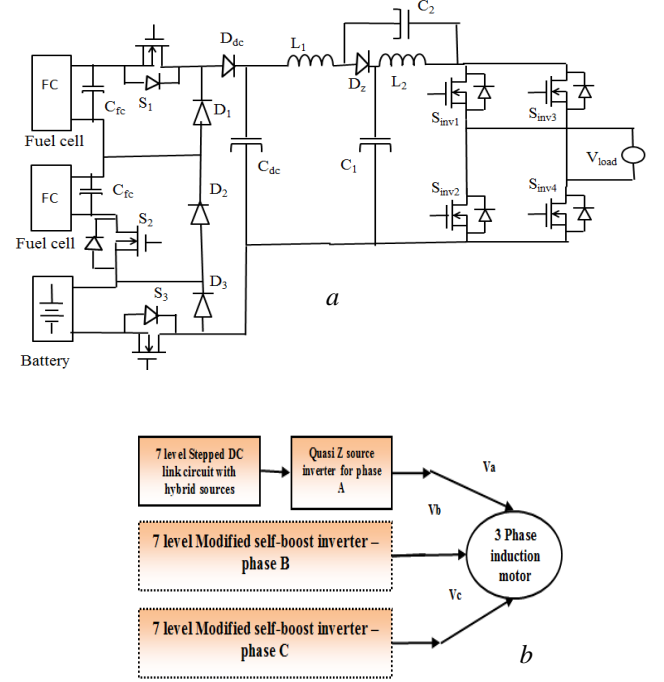 C2
Ddc
L1
FC
S1
Cfc
D1
Dz
L2
Sinv1
Sinv3
Fuel cell
Cdc
C1
Vload
FC
Cfc
D2
Sinv2
Sinv4
S2
Fuel cell
D3
S3
a
Battery
7 level Stepped DC
link circuit with
hybrid sources
Quasi Z source
inverter for phase
A
Va
Vb
7 level Modified self-boost inverter –
phase B
3 Phase
induction
motor
Vc
7 level Modified self-boost inverter –
phase C
b